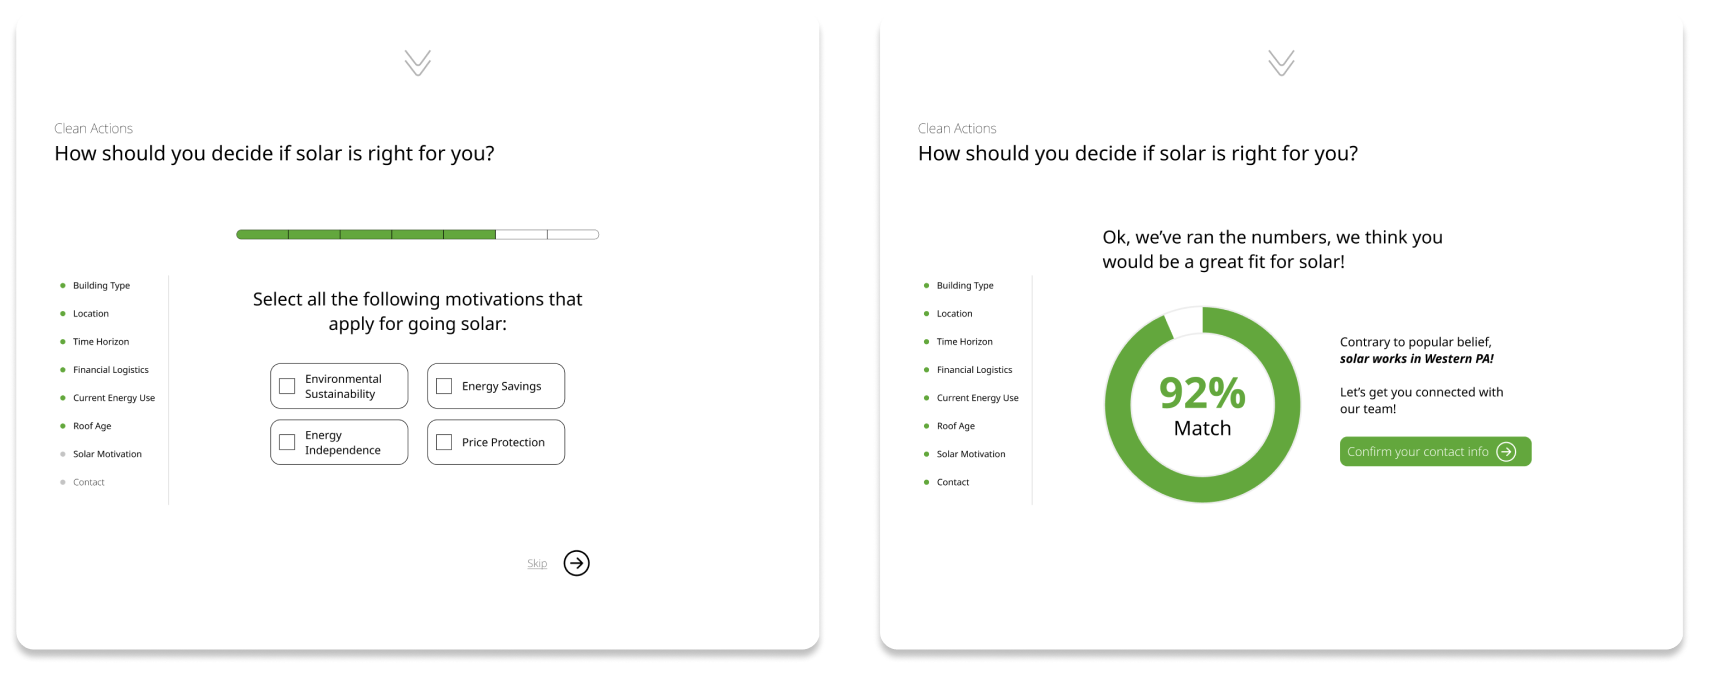 Clean Actions
How should you decide if solar is right for you?
Building Type
Location
Time Horizon
Financial Logistics
Current Energy Use
Roof Age
Solar Motivation
Contact
Select all the following motivations that
apply for going solar:
Environmental
Sustainability
Energy Savings
Energy
Independence
Price Protection
Skip
Clean Actions
How should you decide if solar is right for you?
Building Type
Location
Time Horizon
Financial Logistics
Current Energy Use
Roof Age
Solar Motivation
Contact
Ok, we’ve ran the numbers, we think you
would be a great fit for solar!
92%
Match
Contrary to popular belief,
solar works in Western PA!
Let’s get you connected with
our team!
Confirm your contact info